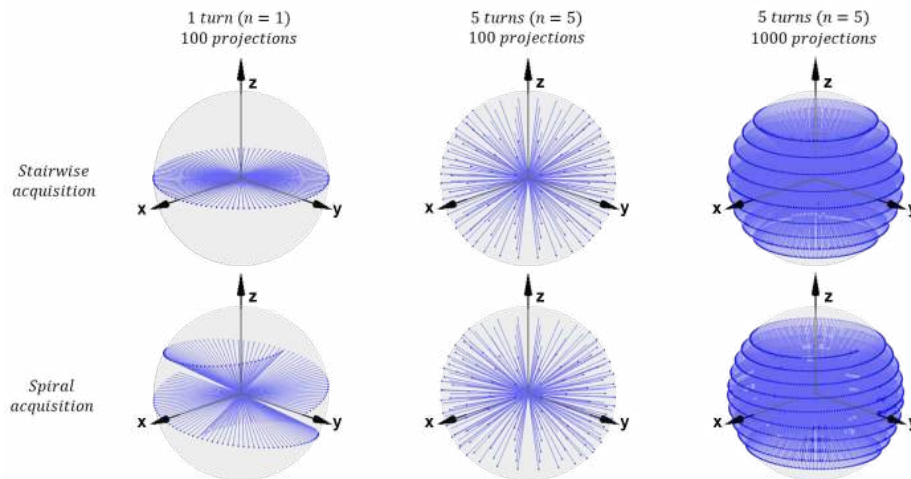 1 turn (n = 1)
100 projections
5 turns (n = 5)
100 projections
5 turns (n = 5)
1000 projections
Stairwise
acquisition
z
x
y
z
x
y
z
x
y
Spiral
acquisition
z
x
y
z
x
y
z
x
y